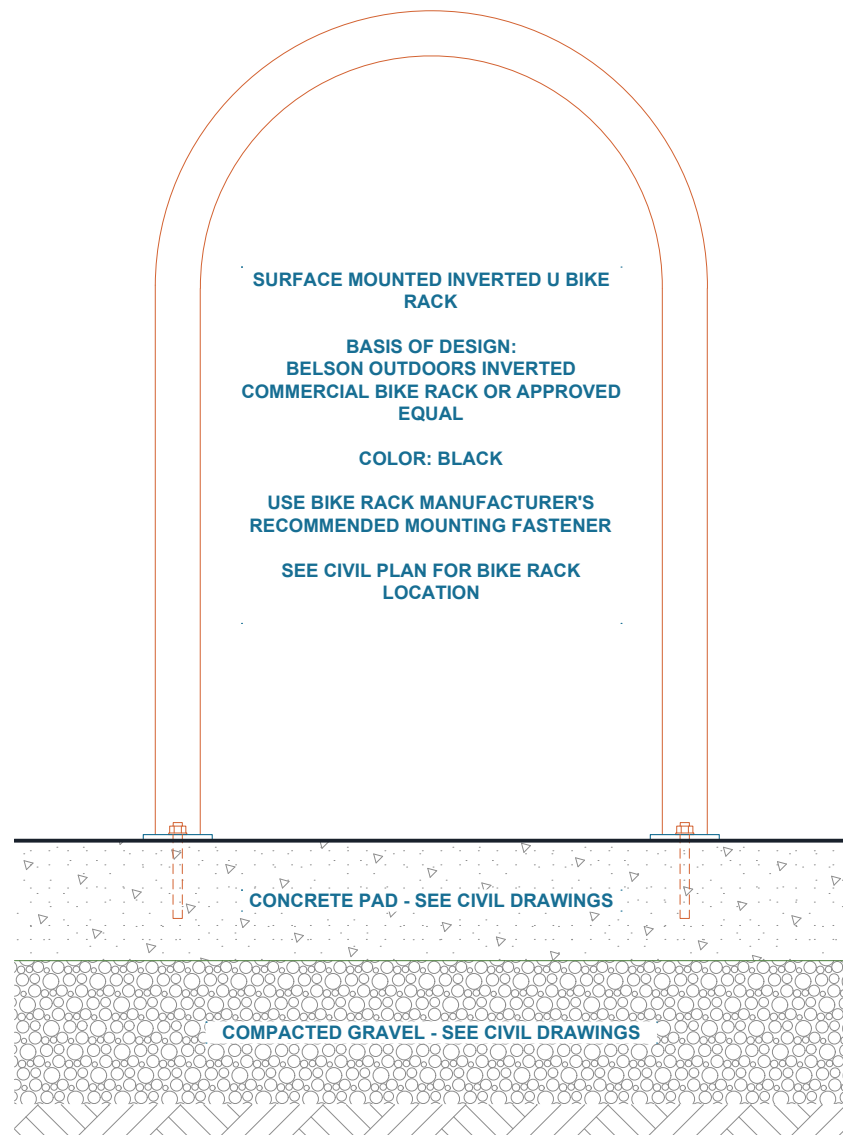 SURFACE MOUNTED INVERTED U BIKE
RACK
BASIS OF DESIGN:
BELSON OUTDOORS INVERTED
COMMERCIAL BIKE RACK OR APPROVED
EQUAL
COLOR: BLACK
USE BIKE RACK MANUFACTURER'S
RECOMMENDED MOUNTING FASTENER
SEE CIVIL PLAN FOR BIKE RACK
LOCATION
CONCRETE PAD - SEE CIVIL DRAWINGS
COMPACTED GRAVEL - SEE CIVIL DRAWINGS